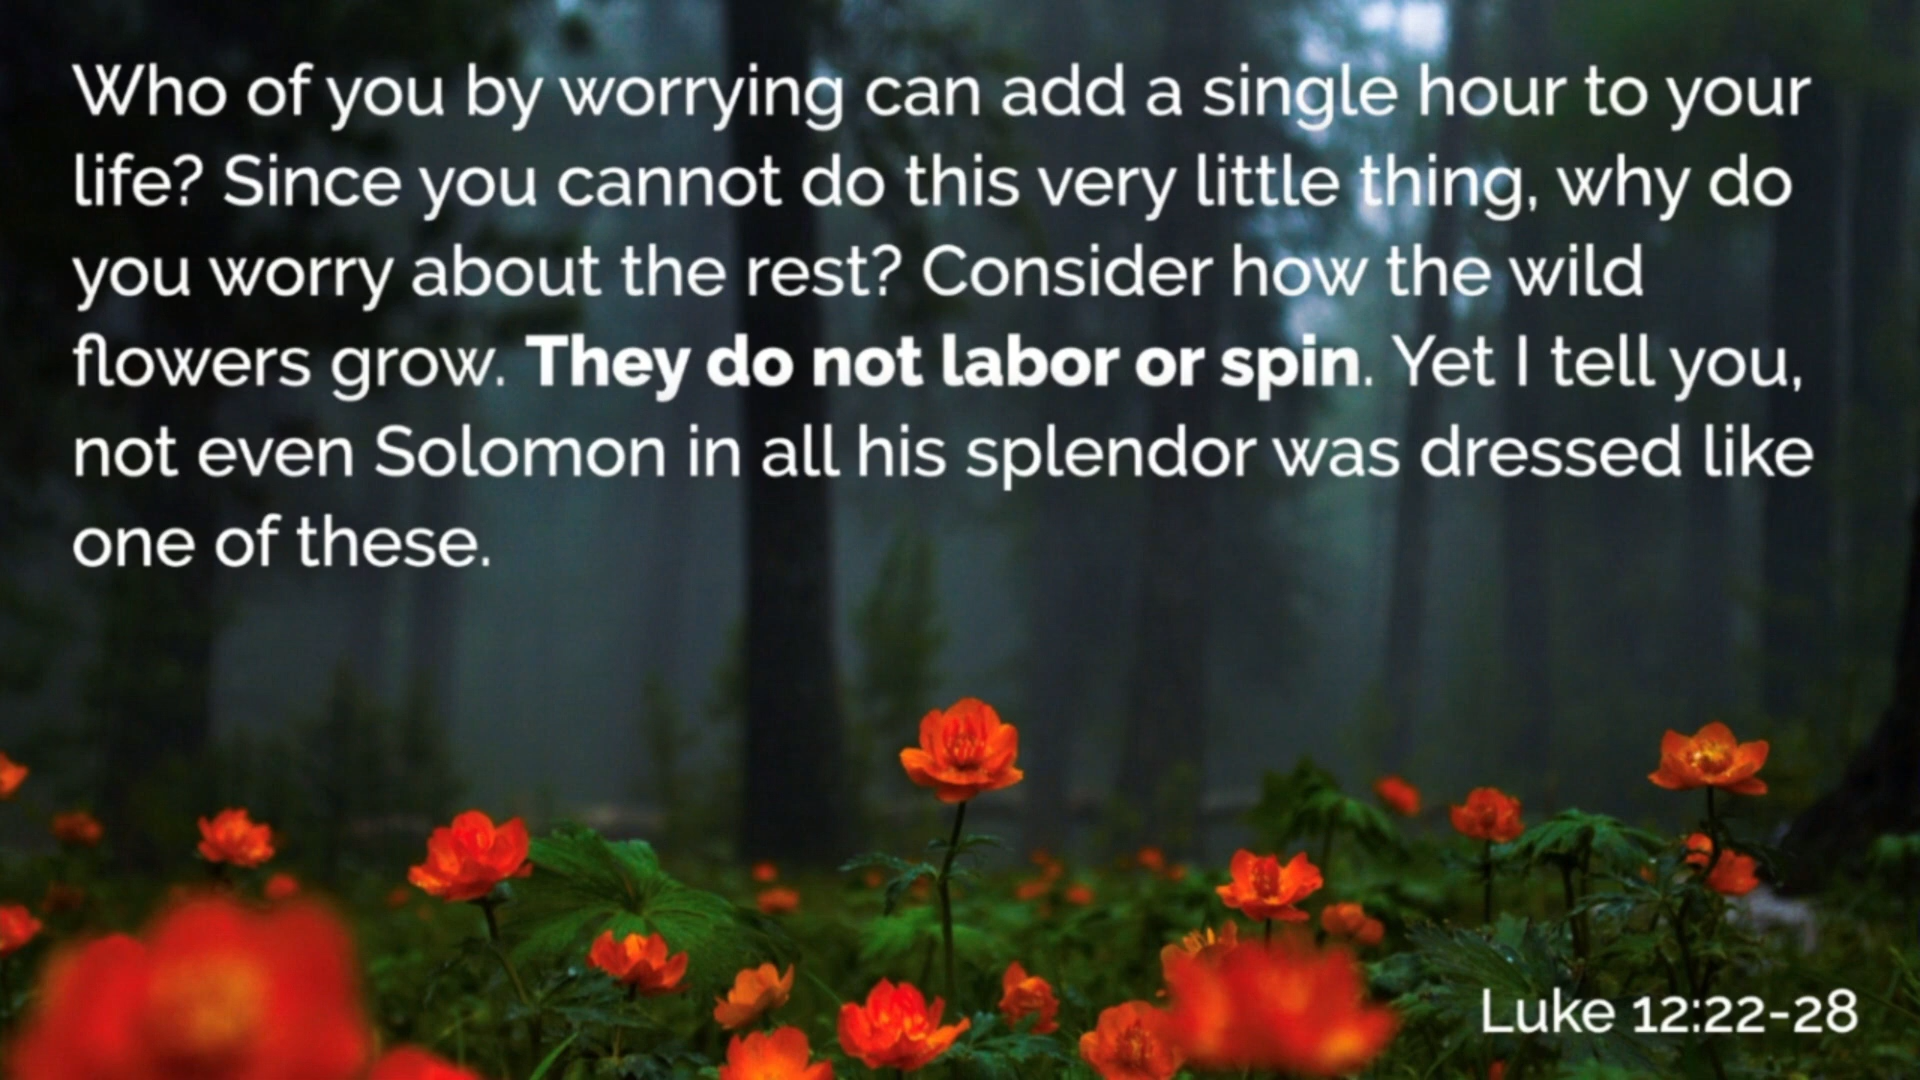 Who of you by worrying can add a single hour to your
life? Since you cannot do this very little thing, why do
you worry about the rest? Consider how the wild
flowers grow. They do not labor or spin. Yet I tell you,
not even Solomon in all his splendor was dressed like
one of these.
Luke 12:22-28